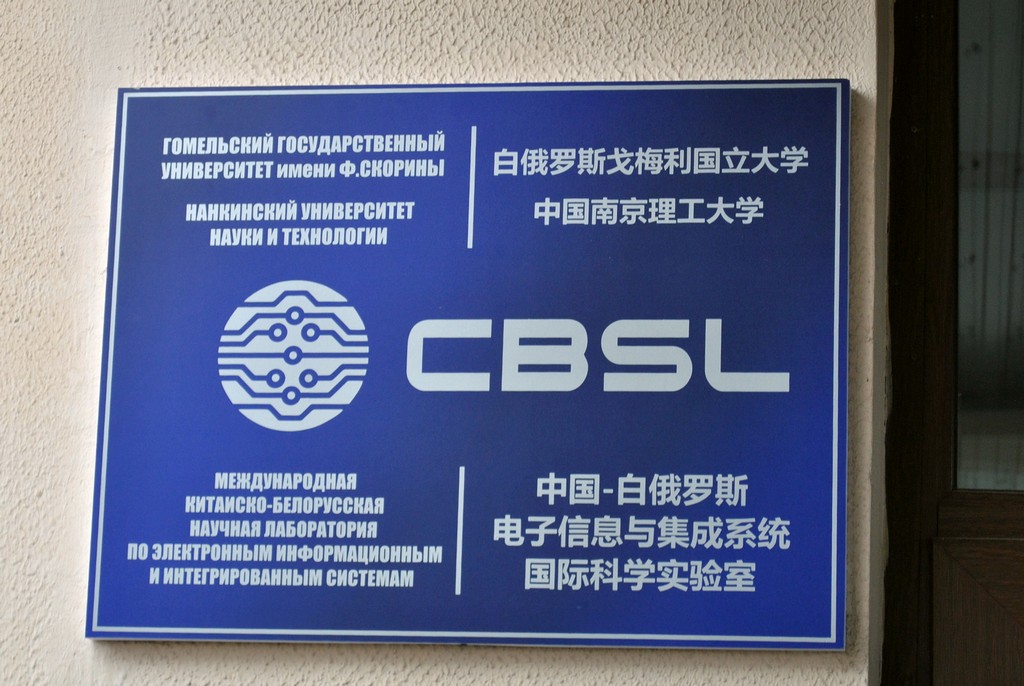 ГОМЕЛЬСКИЙ ГОСУДАРСТВЕННЫЙ
УНИВЕРСИТЕТ имени Ф.СКОРИНЫ
НАНКИНСКИЙ УНИВЕРСИТЕТ
НАУКИ И ТЕХНОЛОГИИ
白俄罗斯戈梅利国立大学
中国南京理工大学
CBSL
МЕЖДУНАРОДНАЯ
КИТАИСКО-БЕЛОРУССКАЯ
НАУЧНАЯ ЛАБОРАТОРИЯ
ПО ЭЛЕКТРОННЫМ ИНФОРМАЦИОННЫМ
И ИНТЕГРИРОВАННЫМ СИСТЕМАМ
中国-白俄罗斯
电子信息与集成系统
国际科学实验室